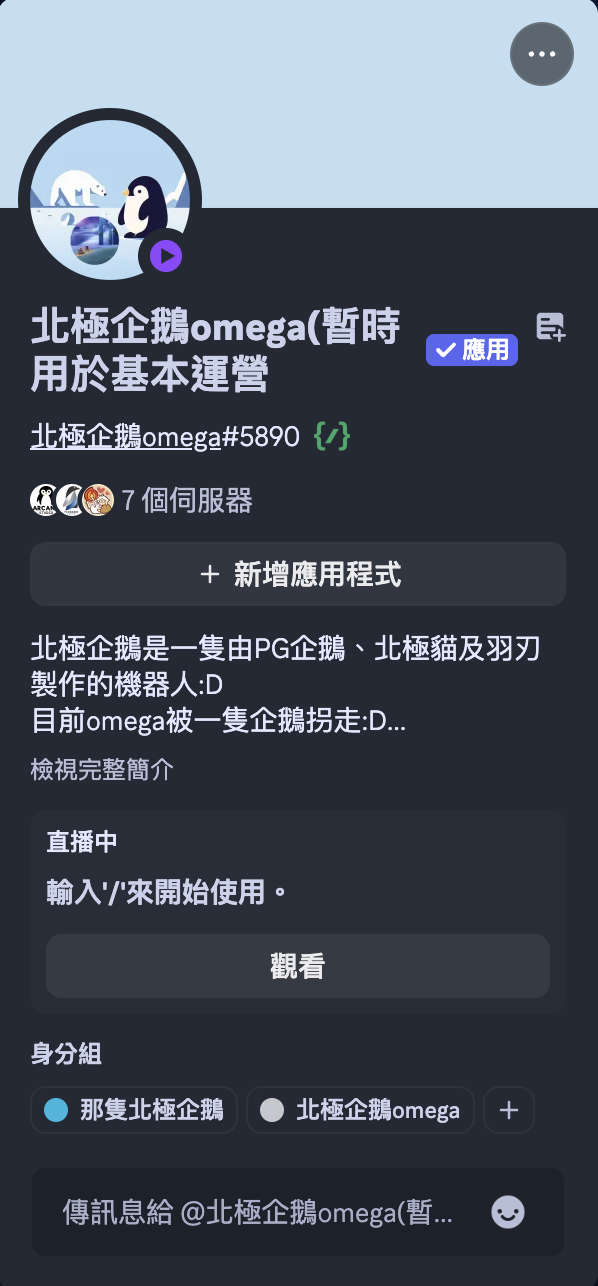 北極企鵝omega(暫時
用於基本運營
應用
北極企鵝omega#5890
7 個伺服器
新增應用程式
北極企鵝是一隻由PG企鵝、北極貓及羽刃
製作的機器人:D
目前omega被一隻企鵝拐走:D...
檢視完整簡介
直播中
輸入'/'來開始使用。
觀看
身分組
那隻北極企鵝
北極企鵝omega
傳訊息給 @北極企鵝omega(暫...